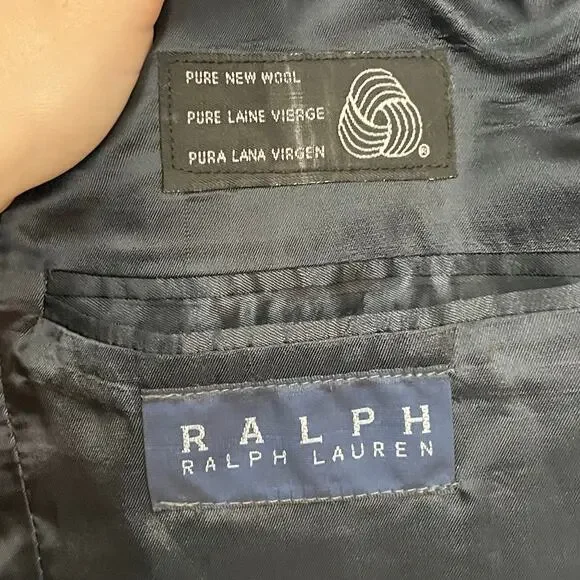 PURE NEW WOOL
PURE LAINE VIERGE
PURA LANA VIRGEN
®
RALPH
RALPH LAUREN